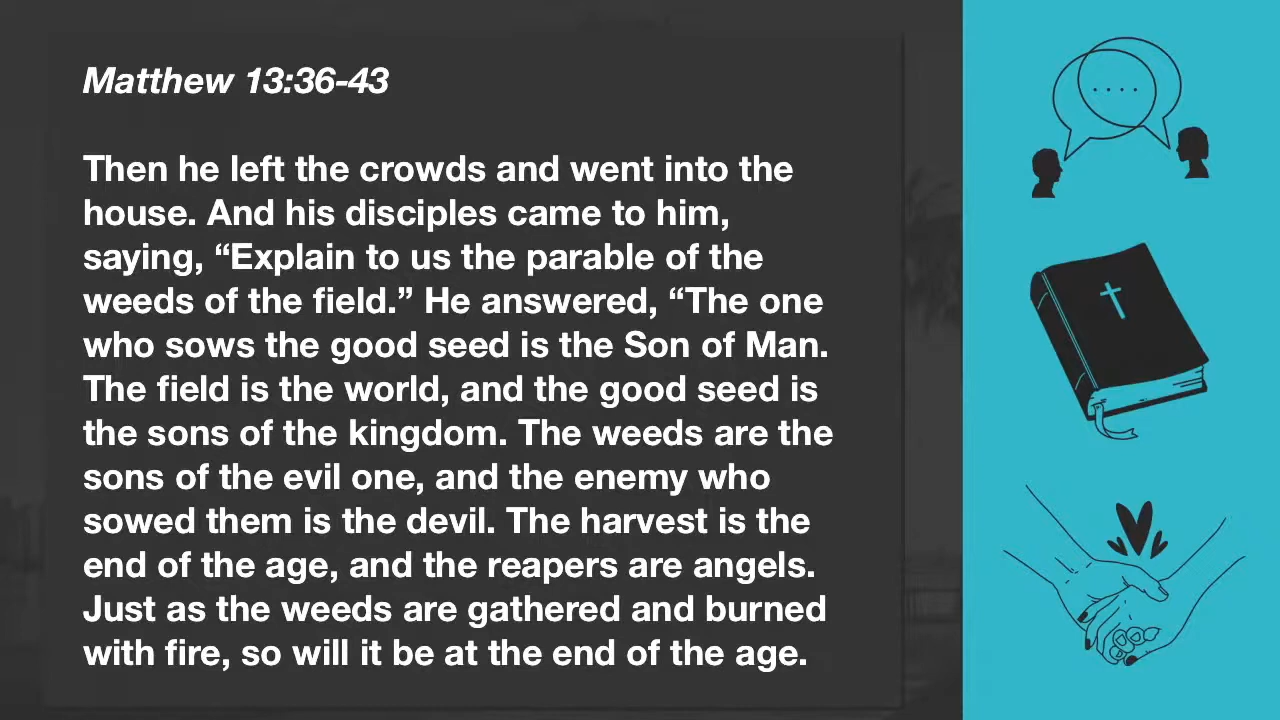 Matthew 13:36-43
Then he left the crowds and went into the
house. And his disciples came to him,
saying, “Explain to us the parable of the
weeds of the field.” He answered, “The one
who sows the good seed is the Son of Man.
The field is the world, and the good seed is
the sons of the kingdom. The weeds are the
sons of the evil one, and the enemy who
sowed them is the devil. The harvest is the
end of the age, and the reapers are angels.
Just as the weeds are gathered and burned
with fire, so will it be at the end of the age.